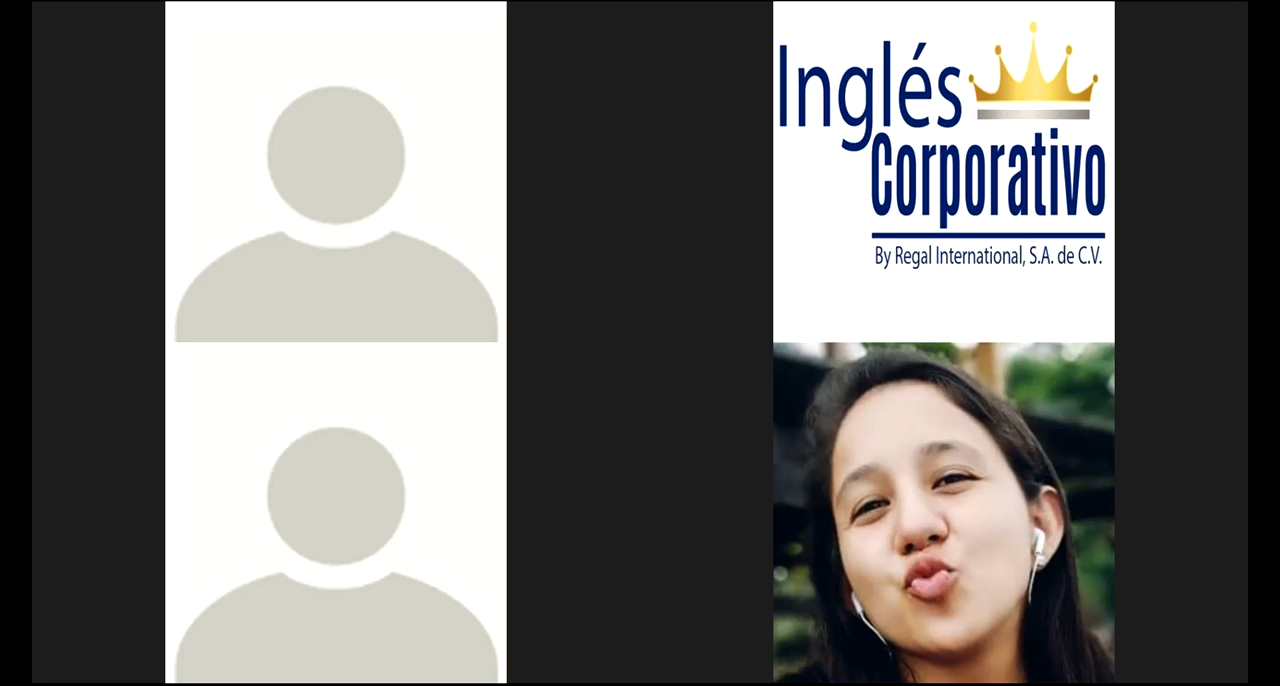 Inglés
Corporativo
By Regal International, S.A. de C.V.